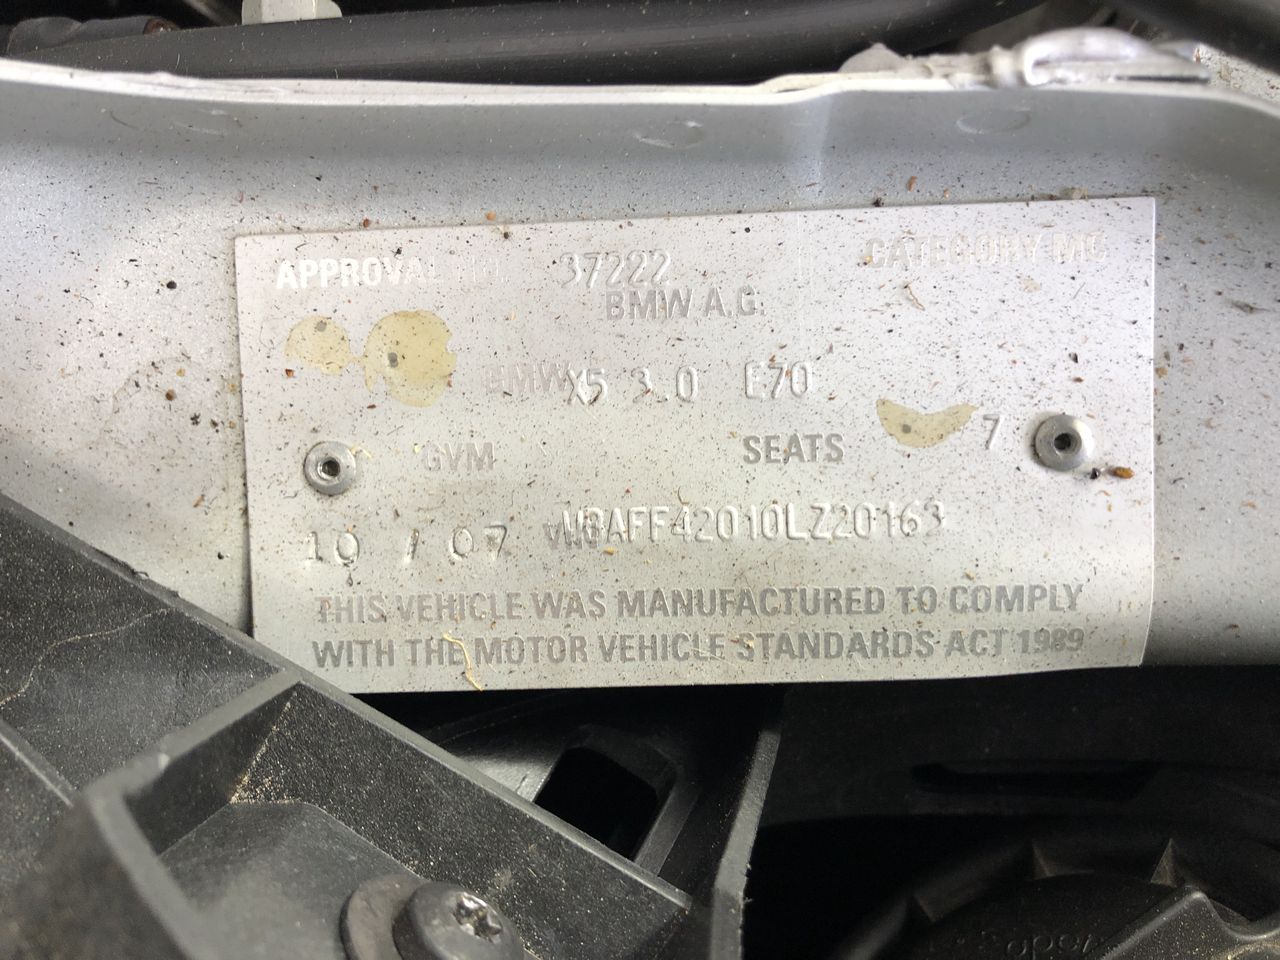 APPROVAL NO. 37222 CATEGORY MC
BMW A.G.
BMW X5 3.0 E70
GVM SEATS 7
10 / 07 VIN WBAFF42010LZ20163
THIS VEHICLE WAS MANUFACTURED TO COMPLY
WITH THE MOTOR VEHICLE STANDARDS ACT 1989